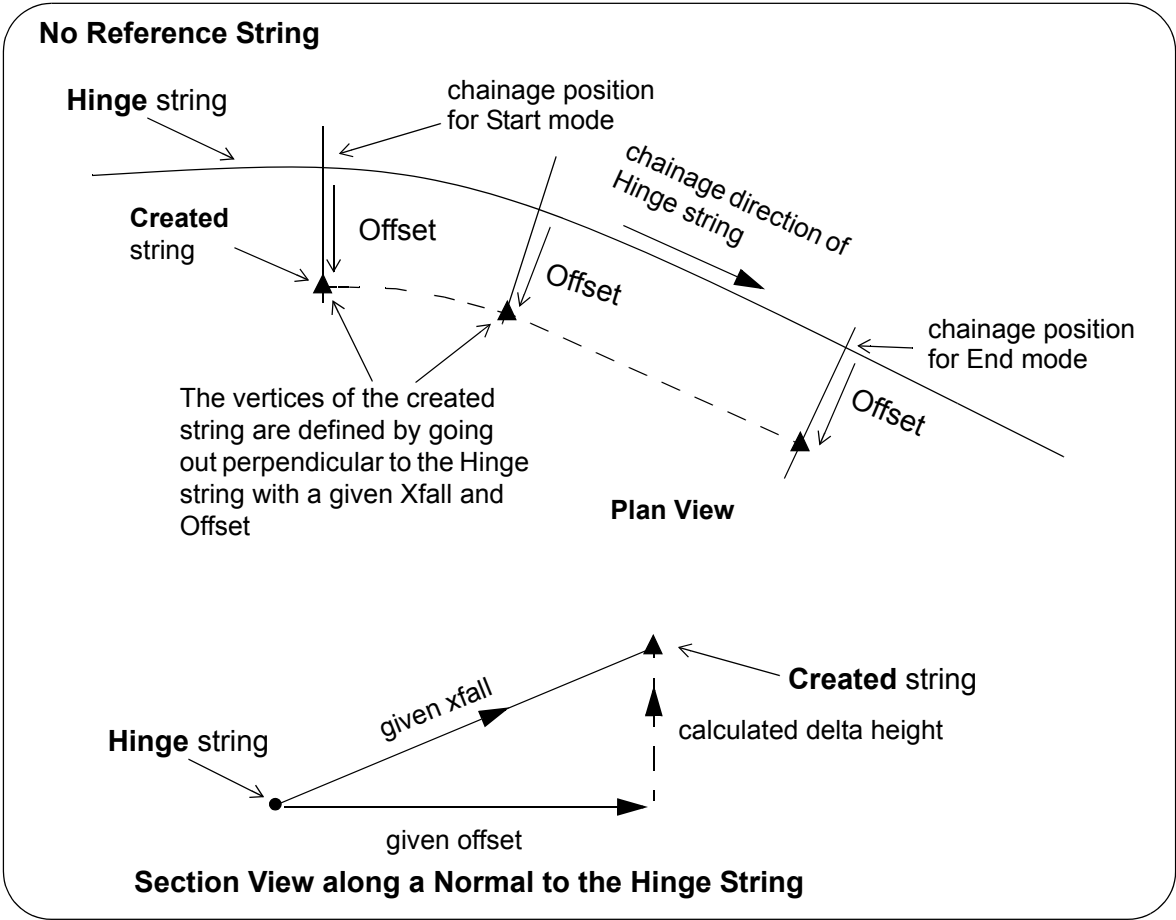 No Reference String
Hinge string
chainage position
for Start mode
chainage direction of
Hinge string
Created
string
Offset
Offset
chainage position
for End mode
Offset
The vertices of the created
string are defined by going
out perpendicular to the Hinge
string with a given Xfall and
Offset
Plan View
Created string
given xfall
calculated delta height
Hinge string
given offset
Section View along a Normal to the Hinge String